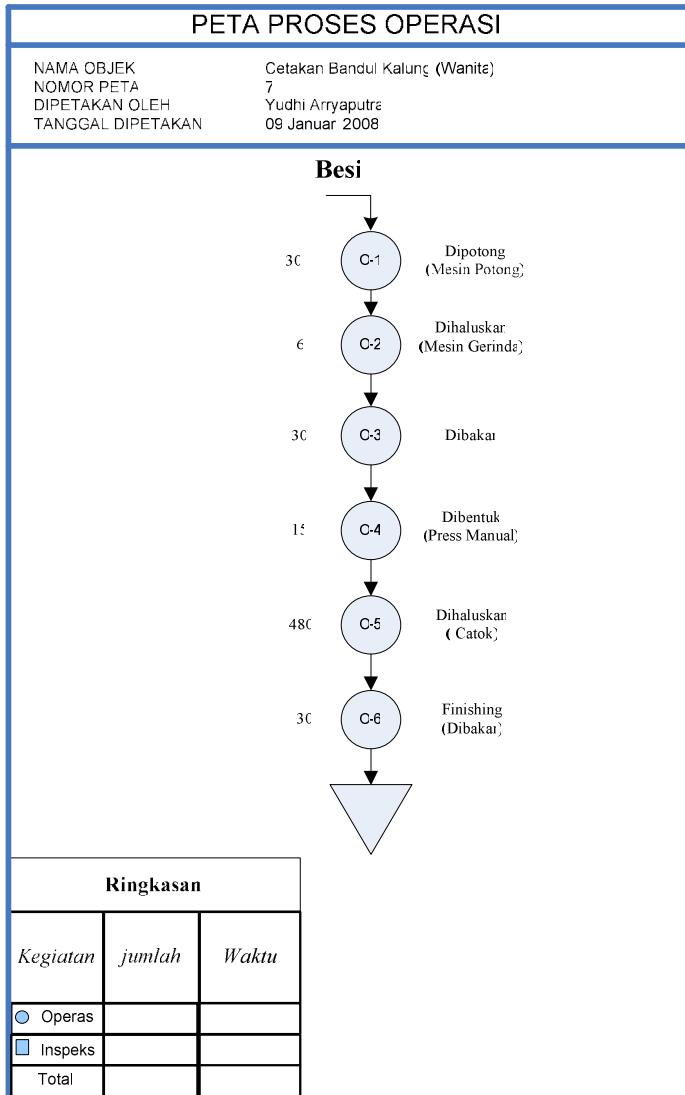 PETA PROSES OPERASI
NAMA OBJEK Cetakan Bandul Kalung (Wanita)
NOMOR PETA 7
DIPETAKAN OLEH Yudhi Arryaputra
TANGGAL DIPETAKAN 09 Januar 2008
Besi
30 O-1 Dipotong
(Mesin Potong)
6 O-2 Dihaluskan
(Mesin Gerinda)
30 O-3 Dibakar
15 O-4 Dibentuk
(Press Manual)
480 O-5 Dihaluskan
( Catok)
30 O-6 Finishing
(Dibakar)
Ringkasan
Kegiatan jumlah Waktu
Operas
Inspeks
Total